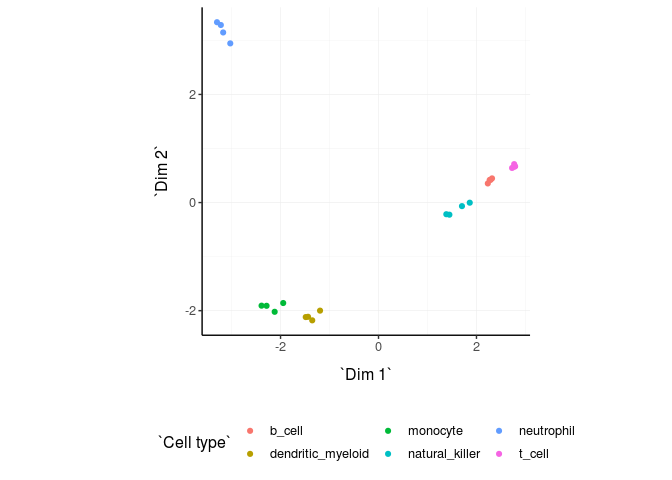 2
0
-2
`Dim 2`
-2 0 2
`Dim 1`
`Cell type`
b_cell monocyte neutrophil
dendritic_myeloid natural_killer t_cell